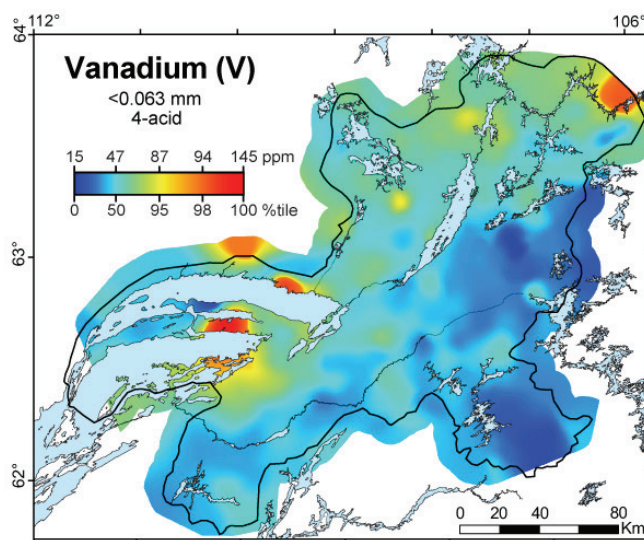 112°
106°
64°
63°
62°
Vanadium (V)
<0.063 mm
4-acid
15 47 87 94 145 ppm
0 50 95 98 100 %tile
0 20 40 60 80
Km